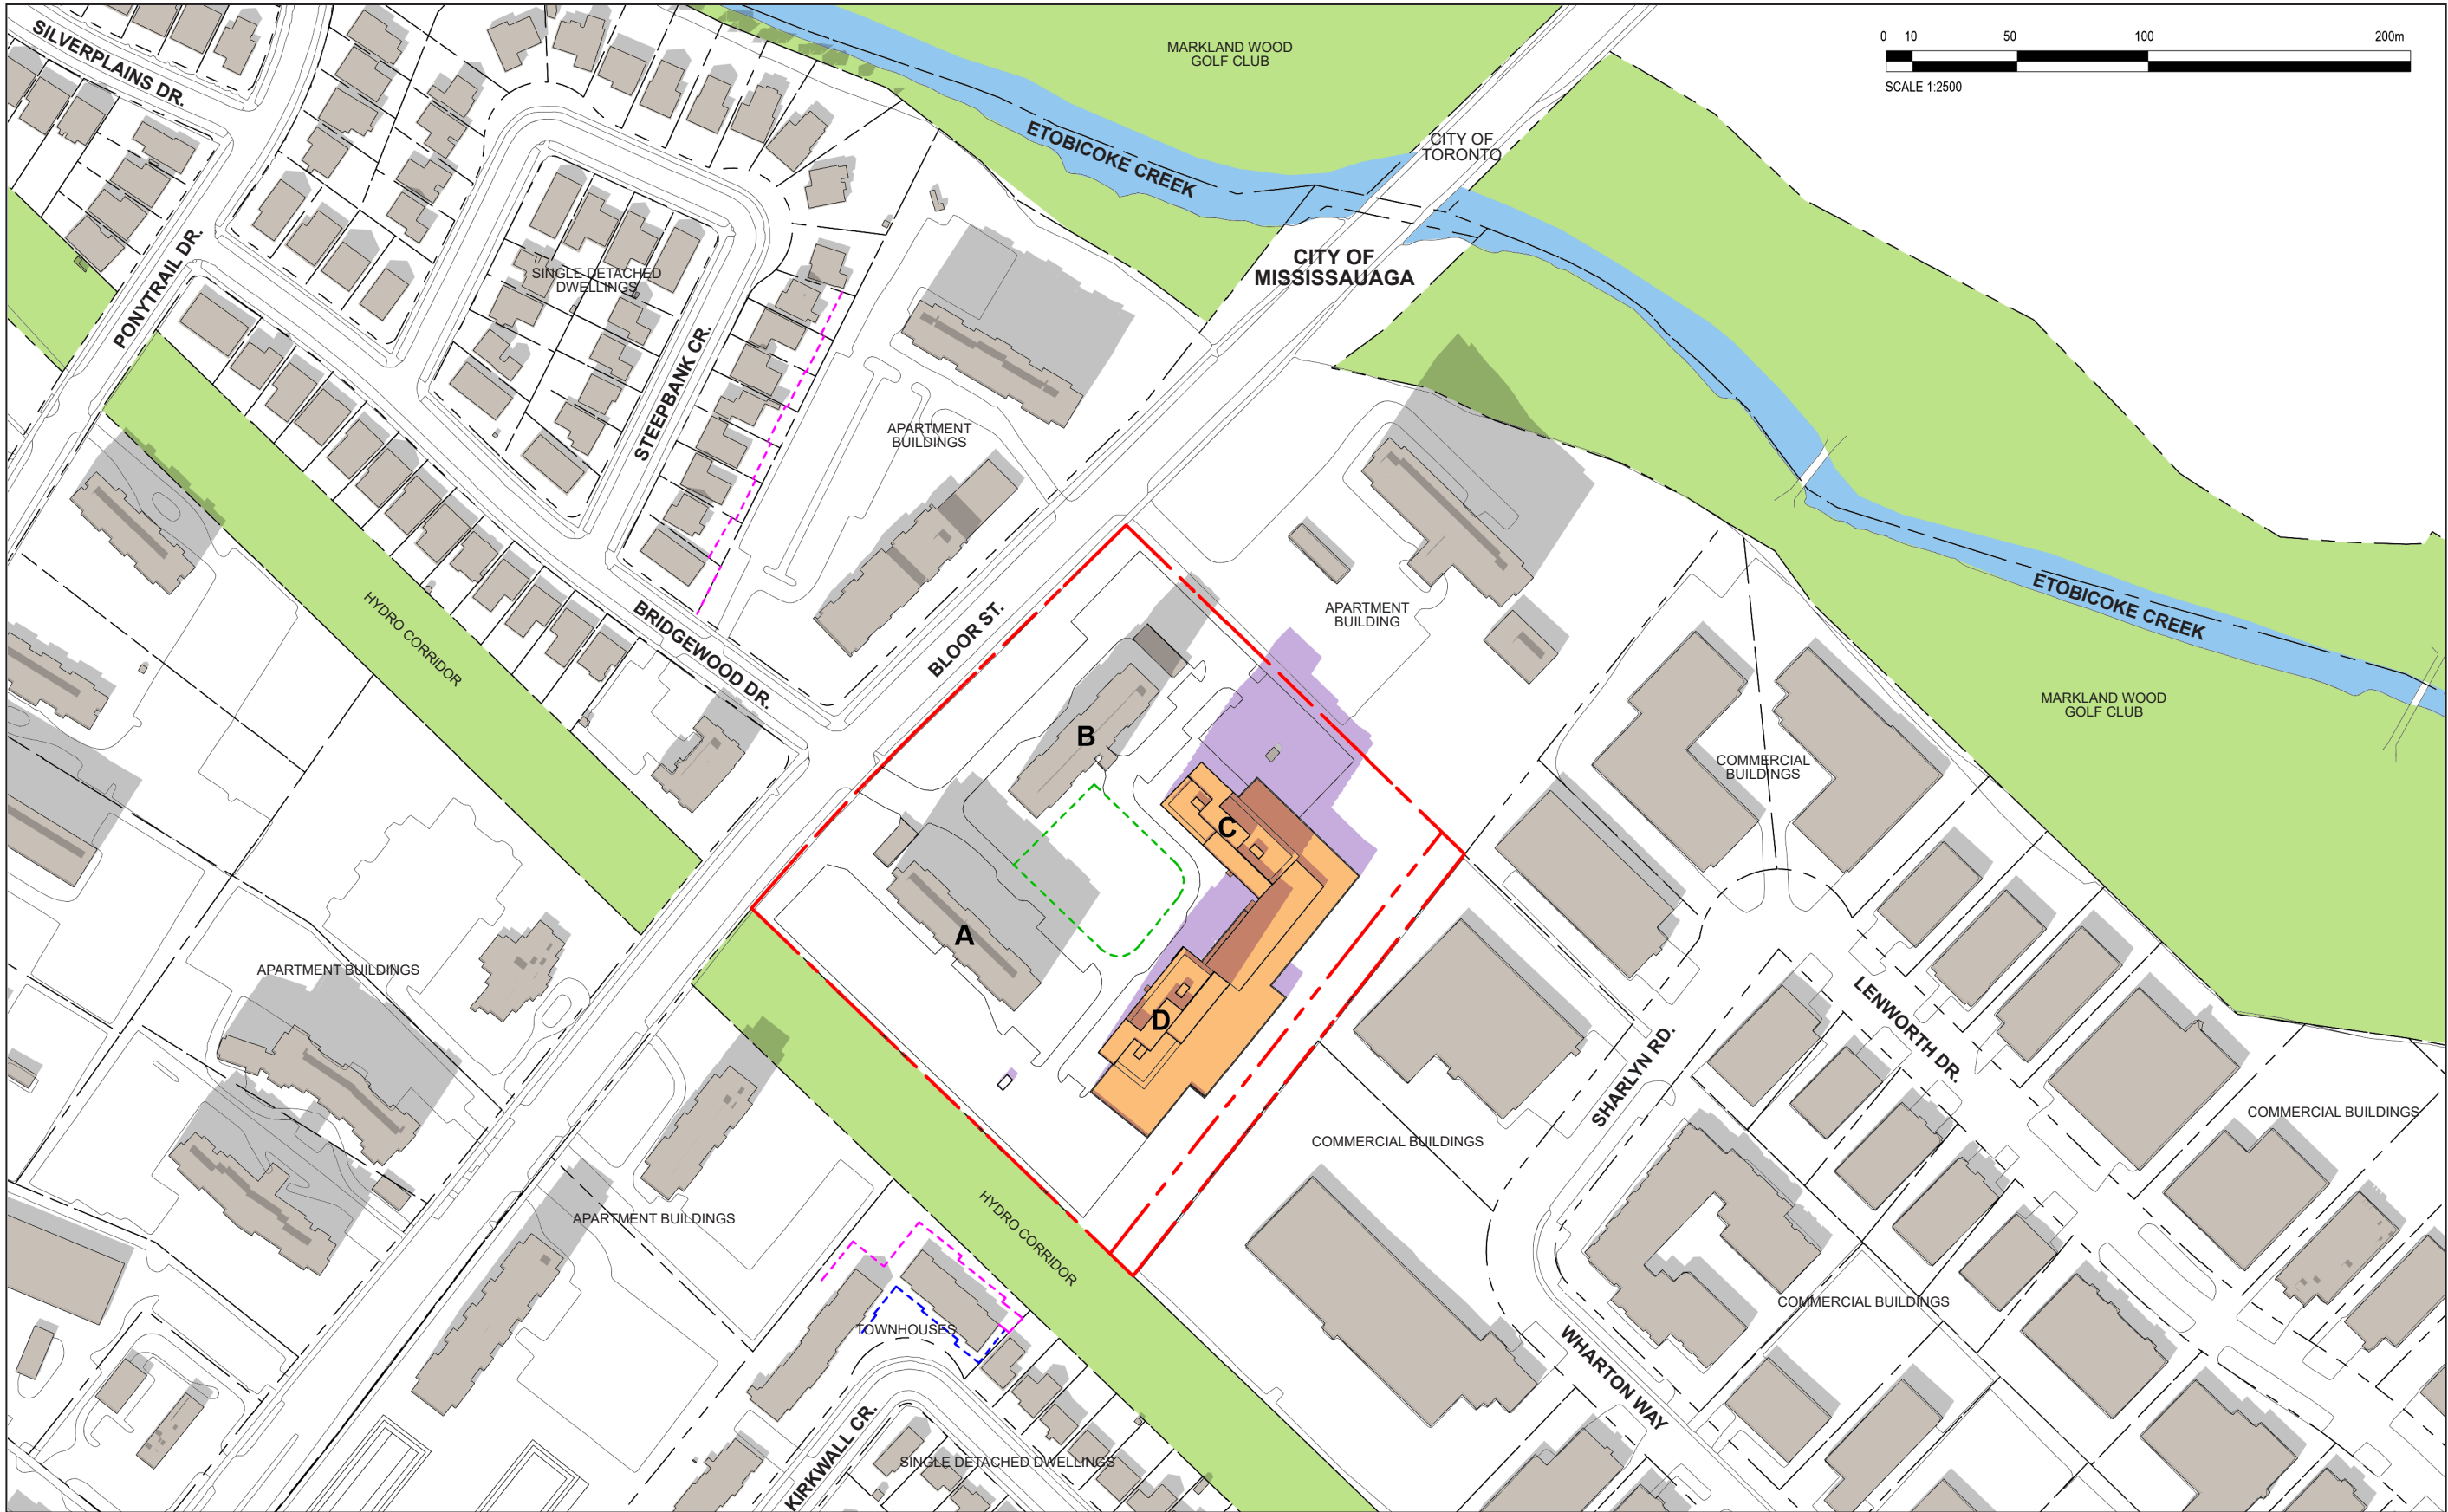 SILVERPLAINS DR.
MARKLAND WOOD
GOLF CLUB
0 10 50 100 200m
SCALE 1:2500
ETOBICOKE CREEK
CITY OF
TORONTO
CITY OF
MISSISSAUAGA
PONYTRAIL DR.
SINGLE DETACHED
DWELLINGS
STEEPBANK CR.
APARTMENT
BUILDINGS
HYDRO CORRIDOR
BRIDGEWOOD DR.
BLOOR ST.
APARTMENT
BUILDING
ETOBICOKE CREEK
MARKLAND WOOD
GOLF CLUB
B
COMMERCIAL
BUILDINGS
C
A
APARTMENT BUILDINGS
D
LENWORTH DR.
SHARLYN RD.
COMMERCIAL BUILDINGS
COMMERCIAL BUILDINGS
APARTMENT BUILDINGS
HYDRO CORRIDOR
COMMERCIAL BUILDINGS
TOWNHOUSES
WHARTON WAY
KIRKWALL CR.
SINGLE DETACHED DWELLINGS